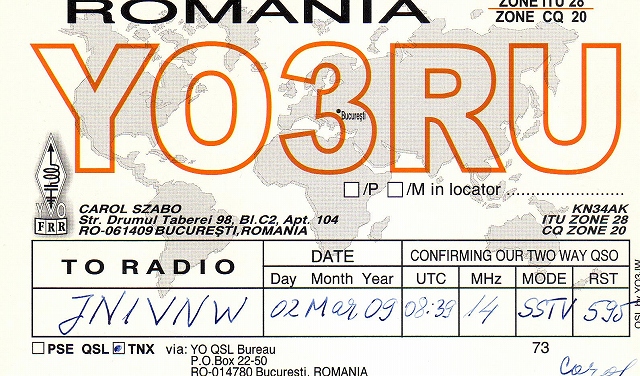 ROMANIA
ZONE ITU 28
ZONE CQ 20
YO3RU
București
/P /M in locator ........................
YO
FRR
CAROL SZABO
Str. Drumul Taberei 98, Bl.C2, Apt. 104
RO-061409 BUCUREȘTI, ROMANIA
KN34AK
ITU ZONE 28
CQ ZONE 20
TO RADIO
DATE
CONFIRMING OUR TWO WAY QSO
Day Month Year UTC MHz MODE RST
JN1VNW 02 Mar 09 08:39 14 SSTV 595
PSE QSL TNX via: YO QSL Bureau
P.O.Box 22-50
RO-014780 Bucuresti, ROMANIA
73
Carol